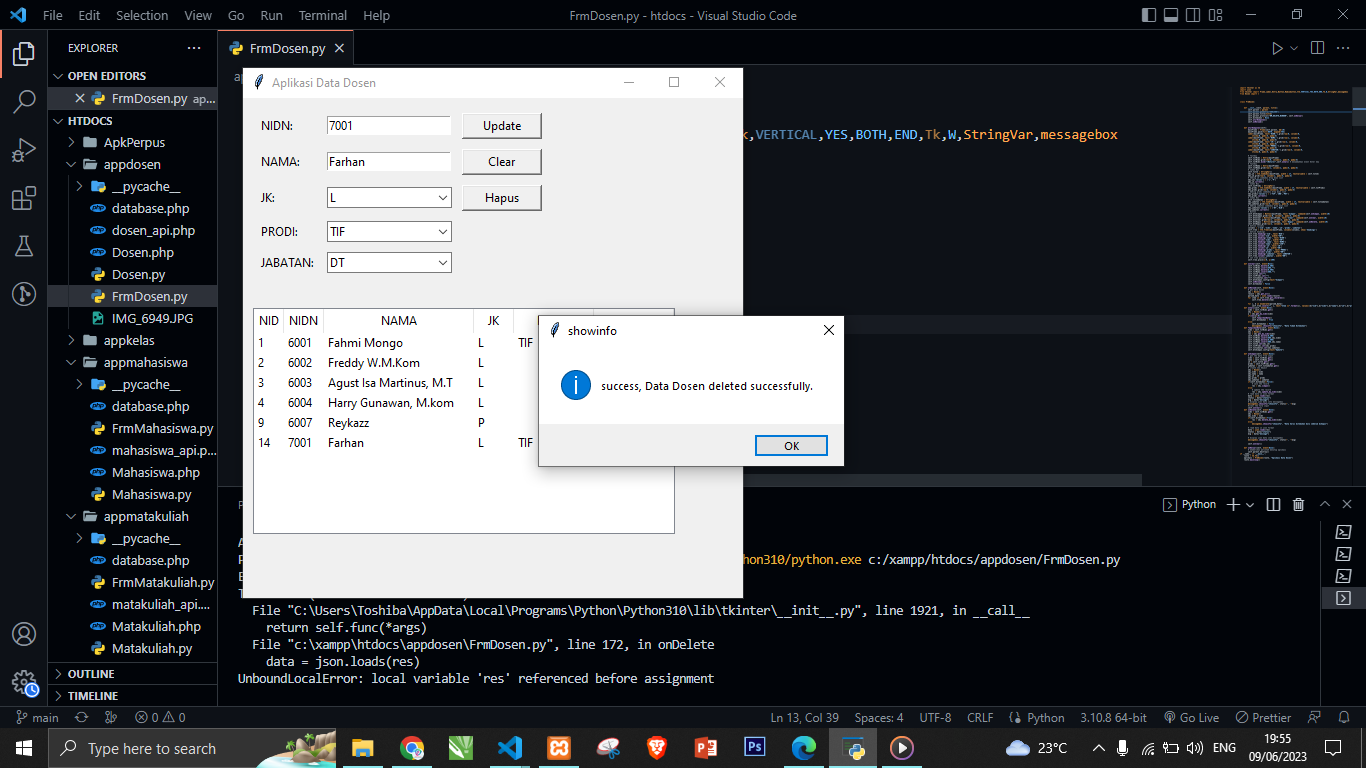 File Edit Selection View Go Run Terminal Help FrmDosen.py - htdocs - Visual Studio Code
EXPLORER
FrmDosen.py
OPEN EDITORS
FrmDosen.py ap...
HTDOCS
ApkPerpus
appdosen
__pycache__
database.php
dosen_api.php
Dosen.php
Dosen.py
FrmDosen.py
IMG_6949.JPG
appkelas
appmahasiswa
__pycache__
database.php
FrmMahasiswa.py
mahasiswa_api.p...
Mahasiswa.php
Mahasiswa.py
appmatakuliah
__pycache__
database.php
FrmMatakuliah.py
matakuliah_api....
Matakuliah.php
Matakuliah.py
OUTLINE
TIMELINE
Aplikasi Data Dosen
NIDN: 7001 Update
NAMA: Farhan Clear
JK: L Hapus
PRODI: TIF
JABATAN: DT
NID NIDN NAMA JK
1 6001 Fahmi Mongo L TIF
2 6002 Freddy W.M.Kom L
3 6003 Agust Isa Martinus, M.T L
4 6004 Harry Gunawan, M.kom L
9 6007 Reykazz P
14 7001 Farhan L TIF
k,VERTICAL,YES,BOTH,END,Tk,W,StringVar,messagebox
showinfo
success, Data Dosen deleted successfully.
OK
Python
hon310/python.exe c:/xampp/htdocs/appdosen/FrmDosen.py
File "C:\Users\Toshiba\AppData\Local\Programs\Python\Python310\lib\tkinter\__init__.py", line 1921, in __call__
return self.func(*args)
File "c:\xampp\htdocs\appdosen\FrmDosen.py", line 172, in onDelete
data = json.loads(res)
UnboundLocalError: local variable 'res' referenced before assignment
main 0 0 Ln 13, Col 39 Spaces: 4 UTF-8 CRLF Python 3.10.8 64-bit Go Live Prettier
Type here to search 23°C ENG 19:55
09/06/2023